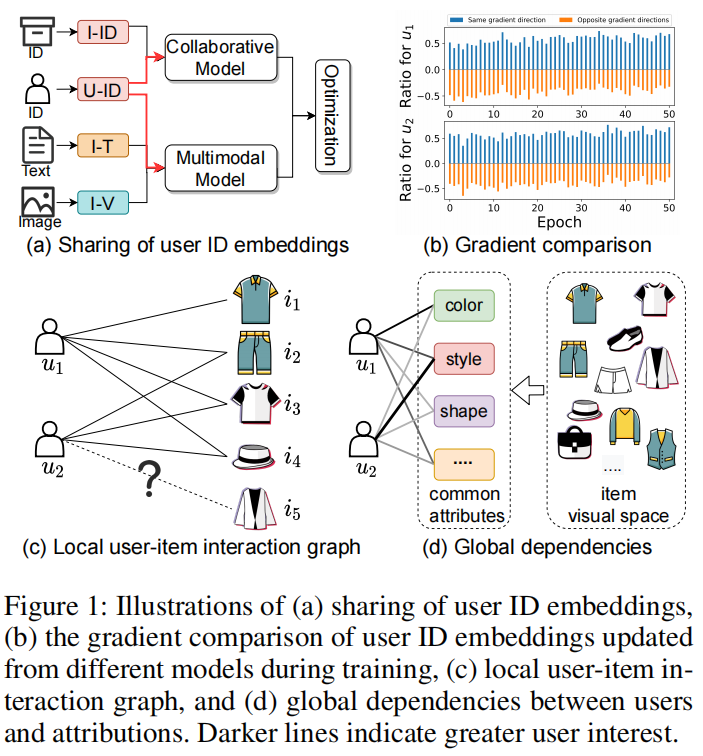 ID
I-ID
Collaborative
Model
ID
U-ID
Optimization
Text
I-T
Multimodal
Model
Image
I-V
(a) Sharing of user ID embeddings
Same gradient direction
Opposite gradient directions
Ratio for u1
0.5
0.0
−0.5
Ratio for u2
0.5
0.0
−0.5
0 10 20 30 40 50
Epoch
(b) Gradient comparison
u1
u2
i1
i2
i3
i4
?
i5
(c) Local user-item interaction graph
u1
u2
color
style
shape
....
common
attributes
....
item
visual space
(d) Global dependencies
Figure 1: Illustrations of (a) sharing of user ID embeddings,
(b) the gradient comparison of user ID embeddings updated
from different models during training, (c) local user-item in-
teraction graph, and (d) global dependencies between users
and attributions. Darker lines indicate greater user interest.